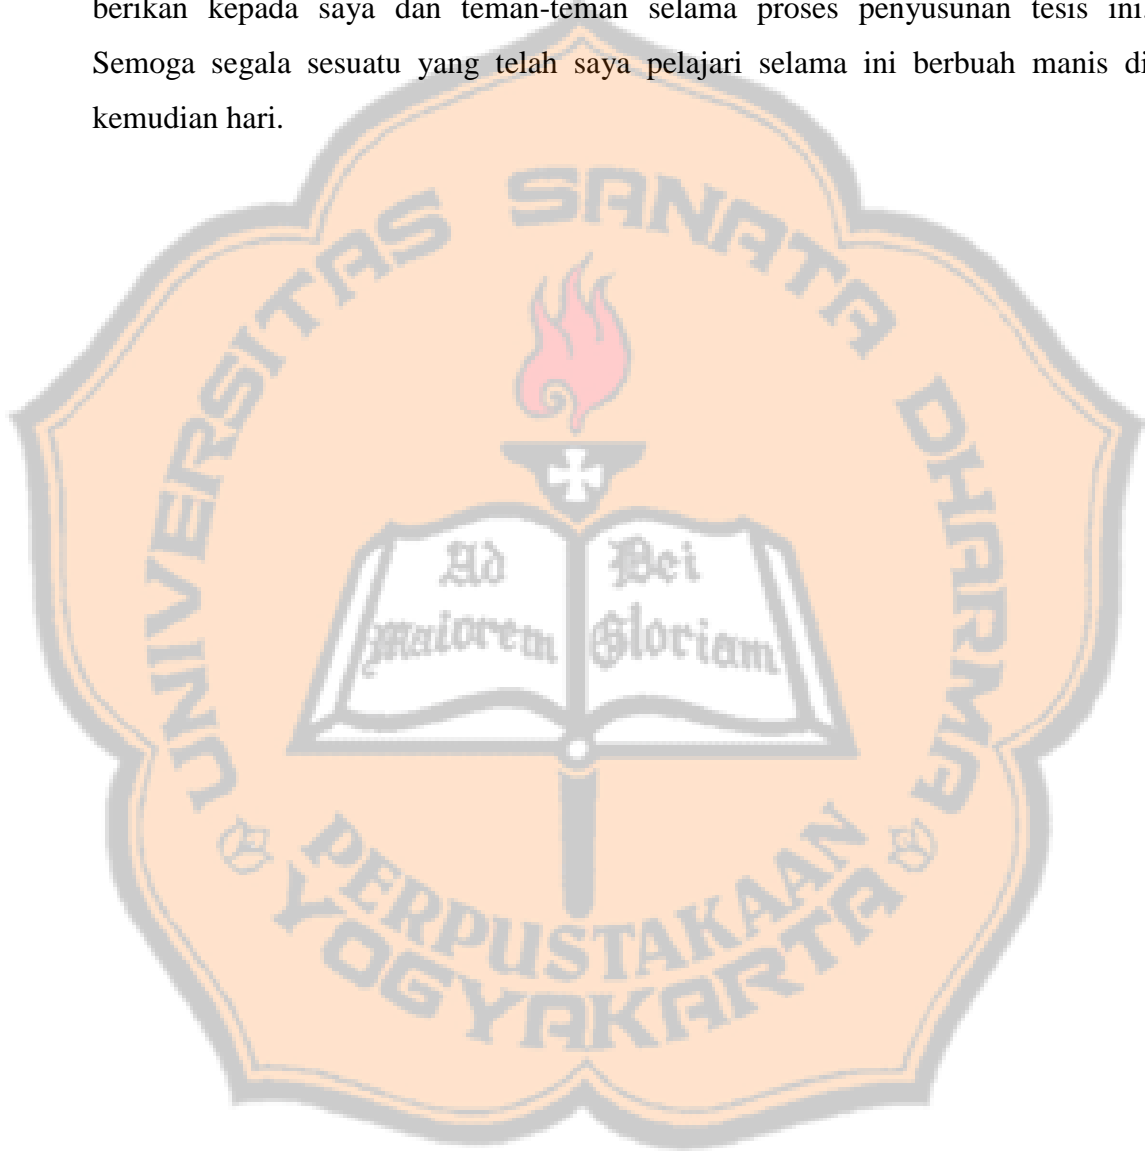 berikan kepada saya dan teman-teman selama proses penyusunan tesis ini.
Semoga segala sesuatu yang telah saya pelajari selama ini berbuah manis di
kemudian hari.
UNIVERSITAS SANATA DHARMA
Ad Dei
maiorem Gloriam
PERPUSTAKAAN
YOGYAKARTA